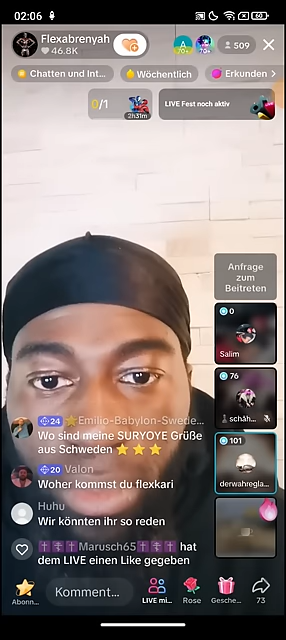 02:06
60
Flexabrenyah
46.8K
A
70+
70+
509
Chatten und Int...
Wöchentlich
Erkunden
0/1
2h31m
LIVE Fest noch aktiv
Anfrage
zum
Beitreten
0
Salim
76
schäh...
101
derwahregla...
24 Emilio-Babylon-Swede...
Wo sind meine SURYOYE Grüße
aus Schweden ⭐⭐⭐
20 Valon
Woher kommst du flexkari
Huhu
Wir könnten ihr so reden
Marusch65 hat
dem LIVE einen Like gegeben
Abonn...
Komment...
LIVE mi...
Rose
Gesche...
73